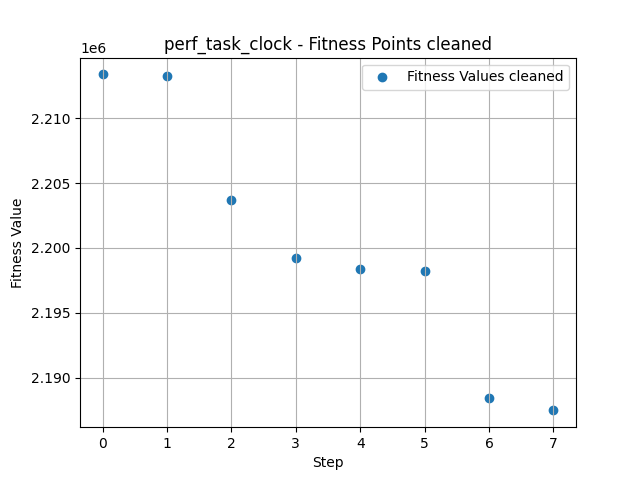 perf_task_clock - Fitness Points cleaned
1e6
Fitness Values cleaned
2.210
2.205
2.200
2.195
2.190
Fitness Value
0 1 2 3 4 5 6 7
Step